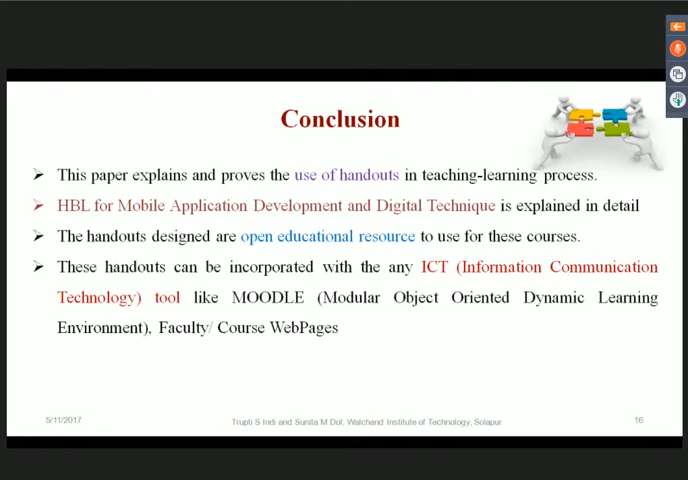 Conclusion
➢ This paper explains and proves the use of handouts in teaching-learning process.
➢ HBL for Mobile Application Development and Digital Technique is explained in detail
➢ The handouts designed are open educational resource to use for these courses.
➢ These handouts can be incorporated with the any ICT (Information Communication
Technology) tool like MOODLE (Modular Object Oriented Dynamic Learning
Environment), Faculty/ Course WebPages
5/11/2017
Trupti S Indi and Sunita M Dol, Walchand Institute of Technology, Solapur
16